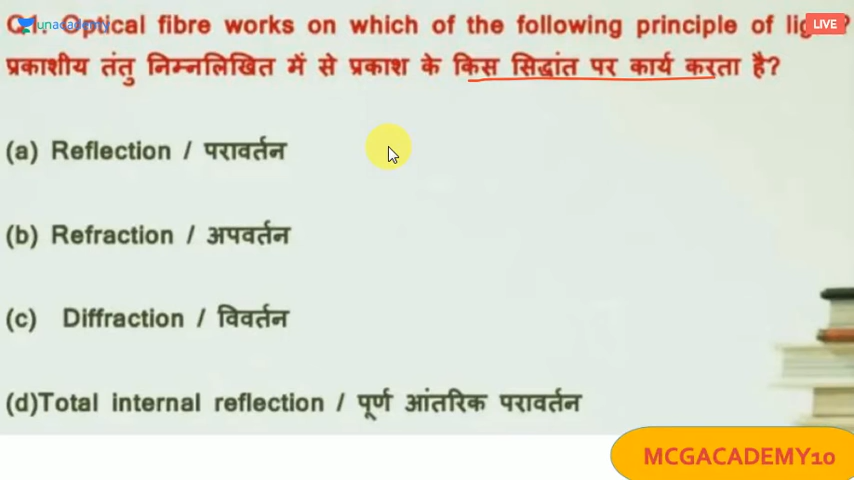 Q. Optical fibre works on which of the following principle of
unacademy
LIVE
प्रकाशीय तंतु निम्नलिखित में से प्रकाश के किस सिद्धांत पर कार्य करता है?
(a) Reflection / परावर्तन
(b) Refraction / अपवर्तन
(c) Diffraction / विवर्तन
(d)Total internal reflection / पूर्ण आंतरिक परावर्तन
MCGACADEMY10